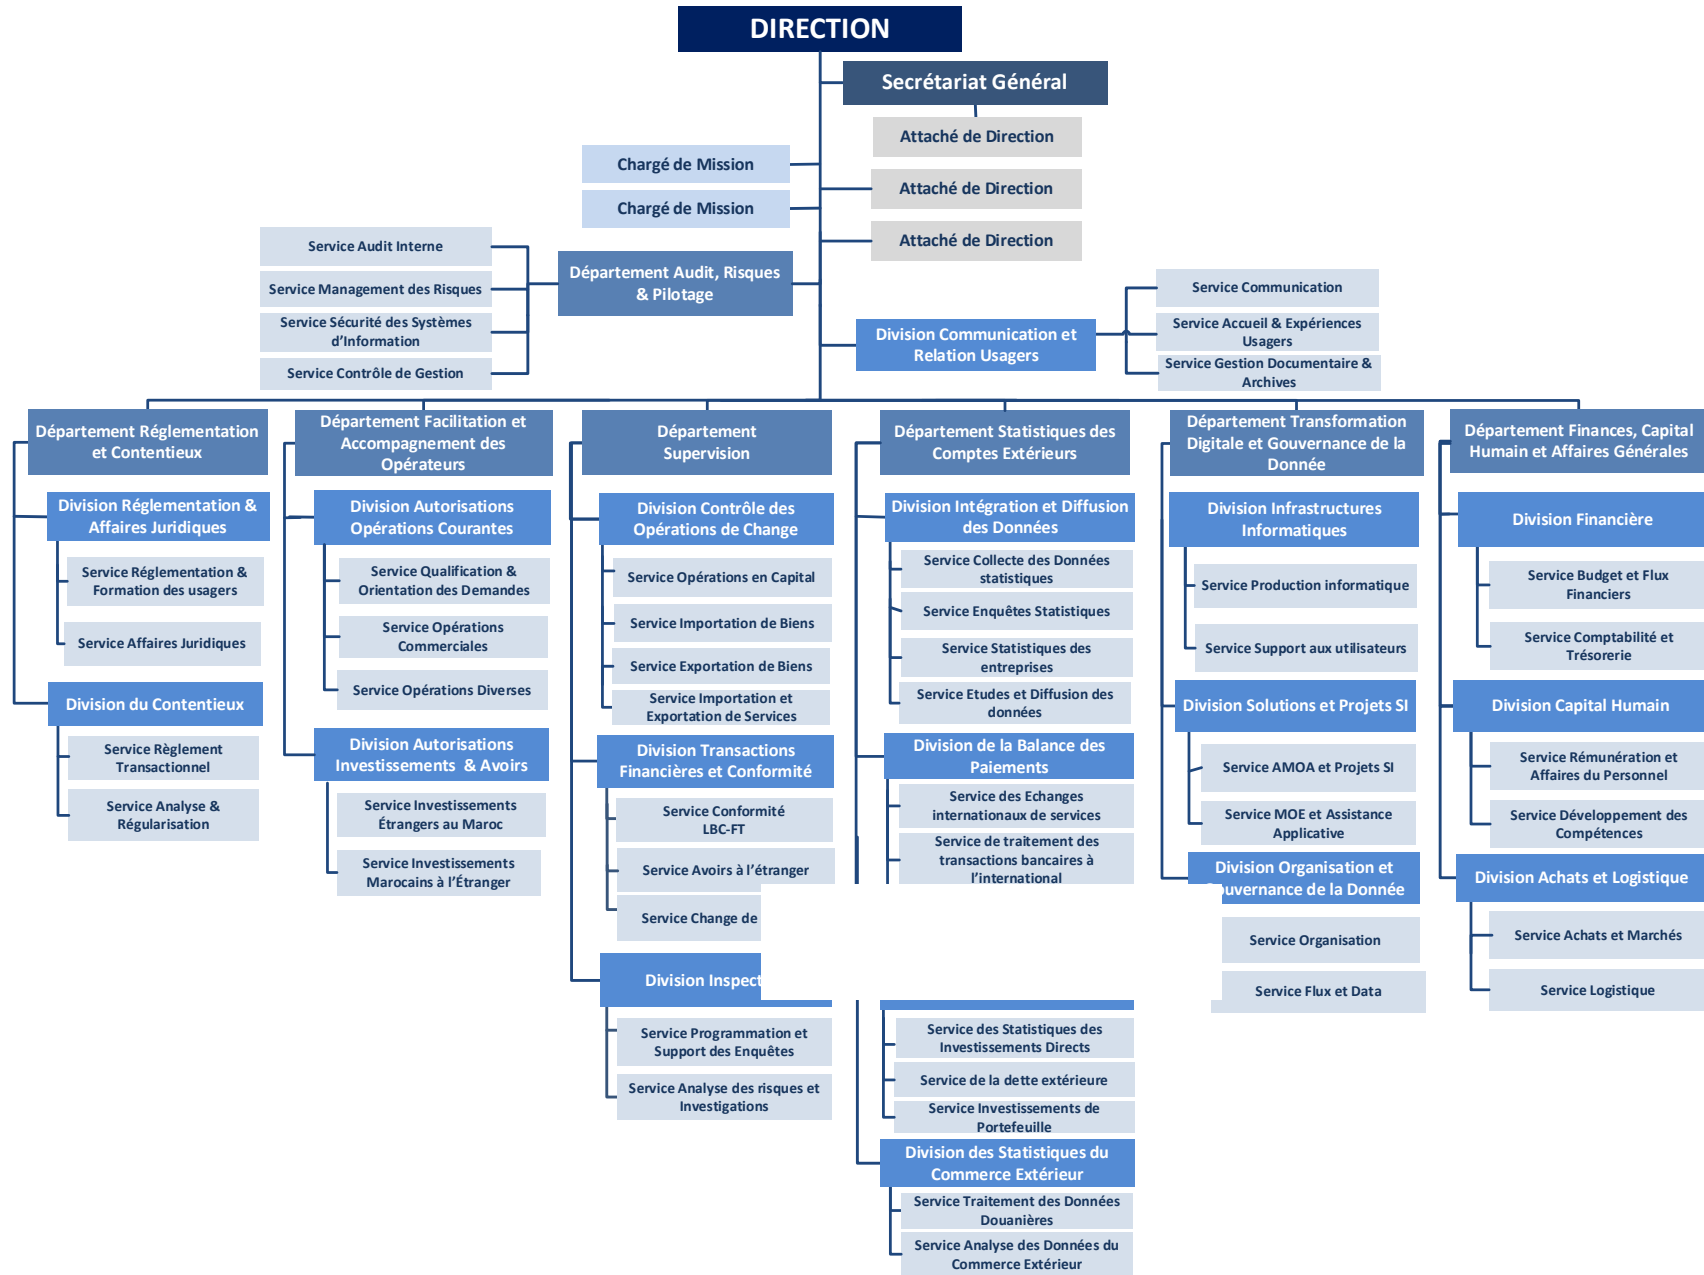 DIRECTION
Secrétariat Général
Attaché de Direction
Chargé de Mission
Attaché de Direction
Chargé de Mission
Attaché de Direction
Service Audit Interne
Service Management des Risques
Service Sécurité des Systèmes
d’Information
Service Contrôle de Gestion
Département Audit, Risques
& Pilotage
Division Communication et
Relation Usagers
Service Communication
Service Accueil & Expériences
Usagers
Service Gestion Documentaire &
Archives
Département Réglementation
et Contentieux
Division Réglementation &
Affaires Juridiques
Service Réglementation &
Formation des usagers
Service Affaires Juridiques
Division du Contentieux
Service Règlement
Transactionnel
Service Analyse &
Régularisation
Département Facilitation et
Accompagnement des
Opérateurs
Division Autorisations
Opérations Courantes
Service Qualification &
Orientation des Demandes
Service Opérations
Commerciales
Service Opérations Diverses
Division Autorisations
Investissements & Avoirs
Service Investissements
Étrangers au Maroc
Service Investissements
Marocains à l’Étranger
Département
Supervision
Division Contrôle des
Opérations de Change
Service Opérations en Capital
Service Importation de Biens
Service Exportation de Biens
Service Importation et
Exportation de Services
Division Transactions
Financières et Conformité
Service Conformité
LBC-FT
Service Avoirs à l’étranger
Service Change de
Division
Service Programmation et
Support des Enquêtes
Service Analyse des risques et
Investigations
Département Statistiques des
Comptes Extérieurs
Division Intégration et Diffusion
des Données
Service Collecte des Données
statistiques
Service Enquêtes Statistiques
Service Statistiques des
entreprises
Service Etudes et Diffusion des
données
Division de la Balance des
Paiements
Service des Echanges
internationaux de services
Service de traitement des
transactions bancaires à
l’international
Service des Statistiques des
Investissements Directs
Service de la dette extérieure
Service Investissements de
Portefeuille
Division des Statistiques du
Commerce Extérieur
Service Traitement des Données
Douanières
Service Analyse des Données du
Commerce Extérieur
Département Transformation
Digitale et Gouvernance de la
Donnée
Division Infrastructures
Informatiques
Service Production informatique
Service Support aux utilisateurs
Division Solutions et Projets SI
Service AMOA et Projets SI
Service MOE et Assistance
Applicative
Division Organisation et
Gouvernance de la Donnée
Service Organisation
Service Flux et Data
Département Finances, Capital
Humain et Affaires Générales
Division Financière
Service Budget et Flux
Financiers
Service Comptabilité et
Trésorerie
Division Capital Humain
Service Rémunération et
Affaires du Personnel
Service Développement des
Compétences
Division Achats et Logistique
Service Achats et Marchés
Service Logistique